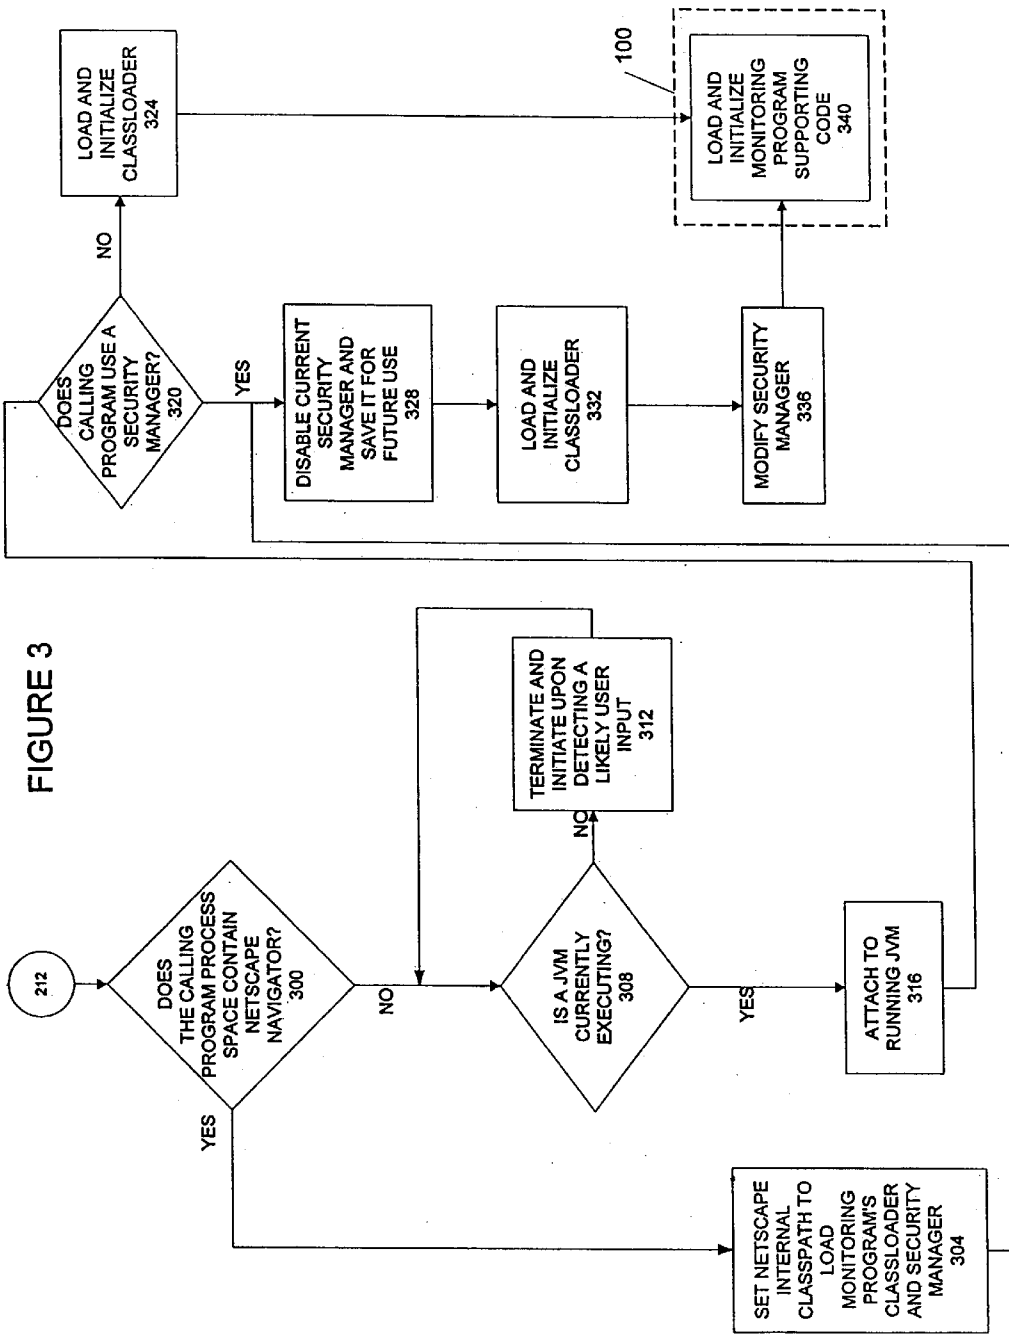 FIGURE 3
212
DOES
THE CALLING
PROGRAM PROCESS
SPACE CONTAIN
NETSCAPE
NAVIGATOR?
300
YES
NO
SET NETSCAPE
INTERNAL
CLASSPATH TO
LOAD
MONITORING
PROGRAM'S
CLASSLOADER
AND SECURITY
MANAGER
304
IS A JVM
CURRENTLY
EXECUTING?
308
NO
YES
TERMINATE AND
INITIATE UPON
DETECTING A
LIKELY USER
INPUT
312
ATTACH TO
RUNNING JVM
316
DOES
CALLING
PROGRAM USE A
SECURITY
MANAGER?
320
NO
YES
LOAD AND
INITIALIZE
CLASSLOADER
324
DISABLE CURRENT
SECURITY
MANAGER AND
SAVE IT FOR
FUTURE USE
328
LOAD AND
INITIALIZE
CLASSLOADER
332
MODIFY SECURITY
MANAGER
336
100
LOAD AND
INITIALIZE
MONITORING
PROGRAM
SUPPORTING
CODE
340